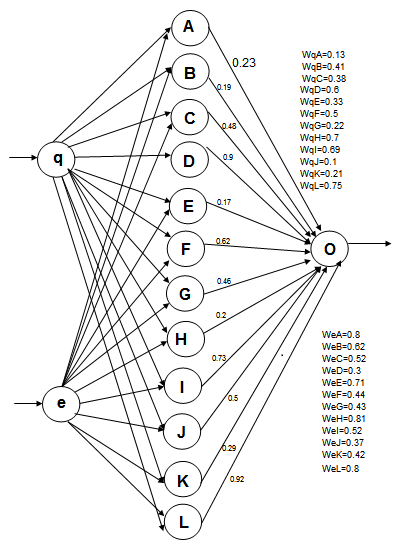 A
0.23
WqA=0.13
WqB=0.41
WqC=0.38
WqD=0.6
WqE=0.33
WqF=0.5
WqG=0.22
WqH=0.7
WqI=0.69
WqJ=0.1
WqK=0.21
WqL=0.75
B
0.19
C
0.48
q
D
0.9
E
0.17
F
0.62
O
G
0.46
H
0.2
WeA=0.8
WeB=0.62
WeC=0.52
WeD=0.3
WeE=0.71
WeF=0.44
WeG=0.43
WeH=0.81
WeI=0.52
WeJ=0.37
WeK=0.42
WeL=0.8
0.73
I
e
0.5
J
0.29
K
0.92
L